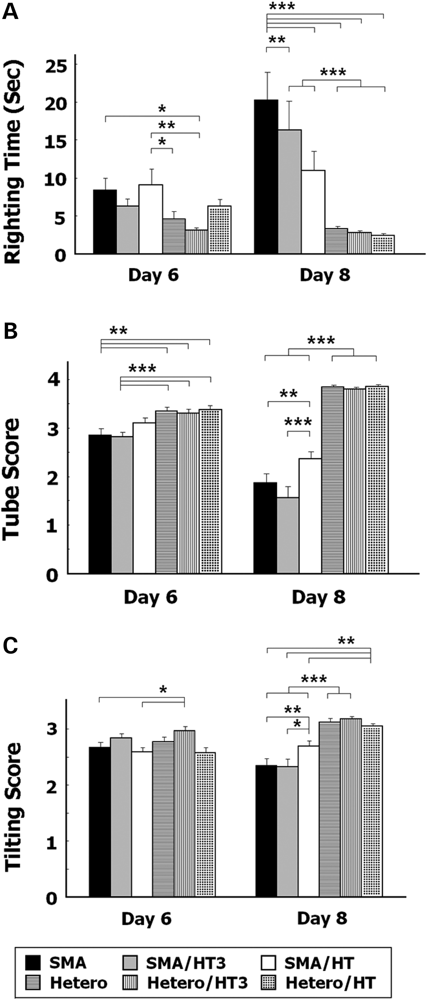 A
Righting Time (Sec)
25
20
15
10
5
0
*
**
*
***
**
***
Day 6
Day 8
B
Tube Score
4
3
2
1
0
**
***
***
**
***
Day 6
Day 8
C
Tilting Score
3
2
1
0
*
**
***
**
*
Day 6
Day 8
SMA SMA/HT3 SMA/HT
Hetero Hetero/HT3 Hetero/HT